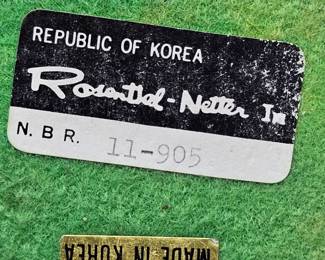 REPUBLIC OF KOREA
Rosenthal-Netter Inc
N.B.R. 11-905
MADE IN KOREA